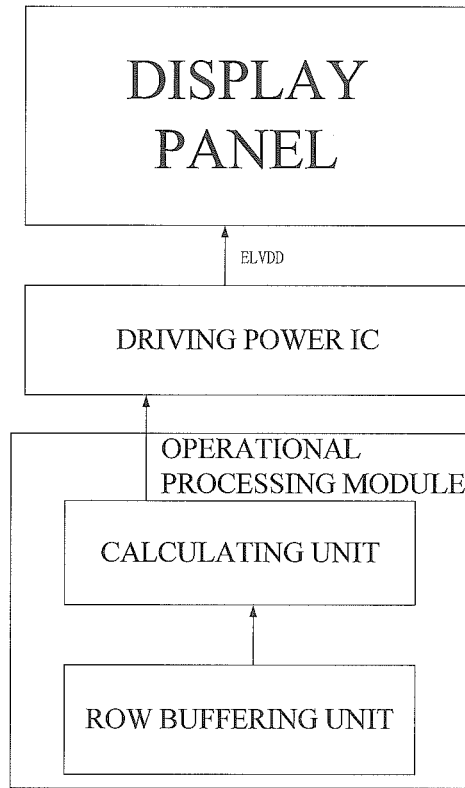 DISPLAY
PANEL
ELVDD
DRIVING POWER IC
OPERATIONAL
PROCESSING MODULE
CALCULATING UNIT
ROW BUFFERING UNIT